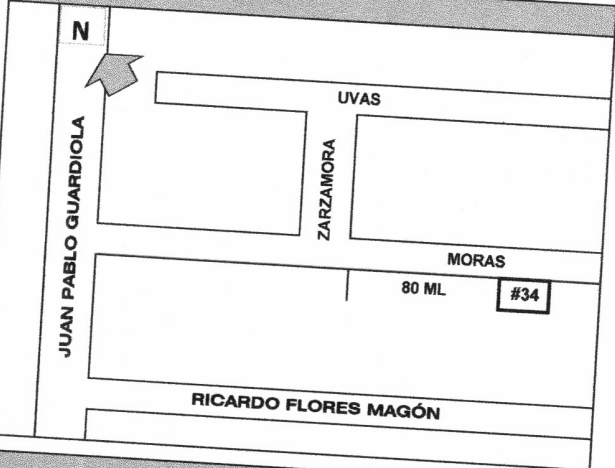 N
UVAS
JUAN PABLO GUARDIOLA
ZARZAMORA
MORAS
80 ML
#34
RICARDO FLORES MAGÓN